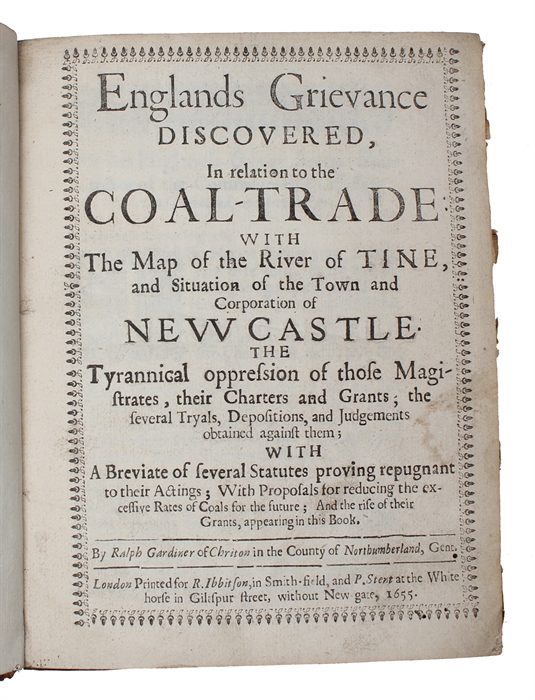 Englands Grievance
DISCOVERED,
In relation to the
COAL-TRADE
WITH
The Map of the River of TINE,
and Situation of the Town and
Corporation of
NEVVCASTLE.
THE
Tyrannical oppreſſion of thoſe Magi-
ſtrates, their Charters and Grants; the
ſeveral Tryals, Depoſitions, and Judgements
obtained againſt them;
WITH
A Breviate of ſeveral Statutes proving repugnant
to their Actings; With Propoſals for reducing the ex-
ceſſive Rates of Coals for the future; And the riſe of their
Grants, appearing in this Book.
By Ralph Gardiner of Chriton in the County of Northumberland, Gent.
London Printed for R. Ibbitſon, in Smith-field, and P. Stent at the White
horſe in Giltſpur ſtreet, without New-gate, 1655.